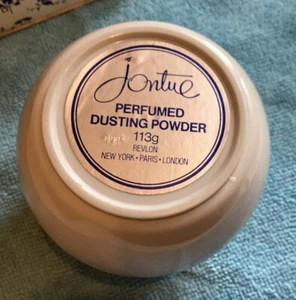 Jontue
PERFUMED
DUSTING POWDER
113g
REVLON
NEW YORK • PARIS • LONDON